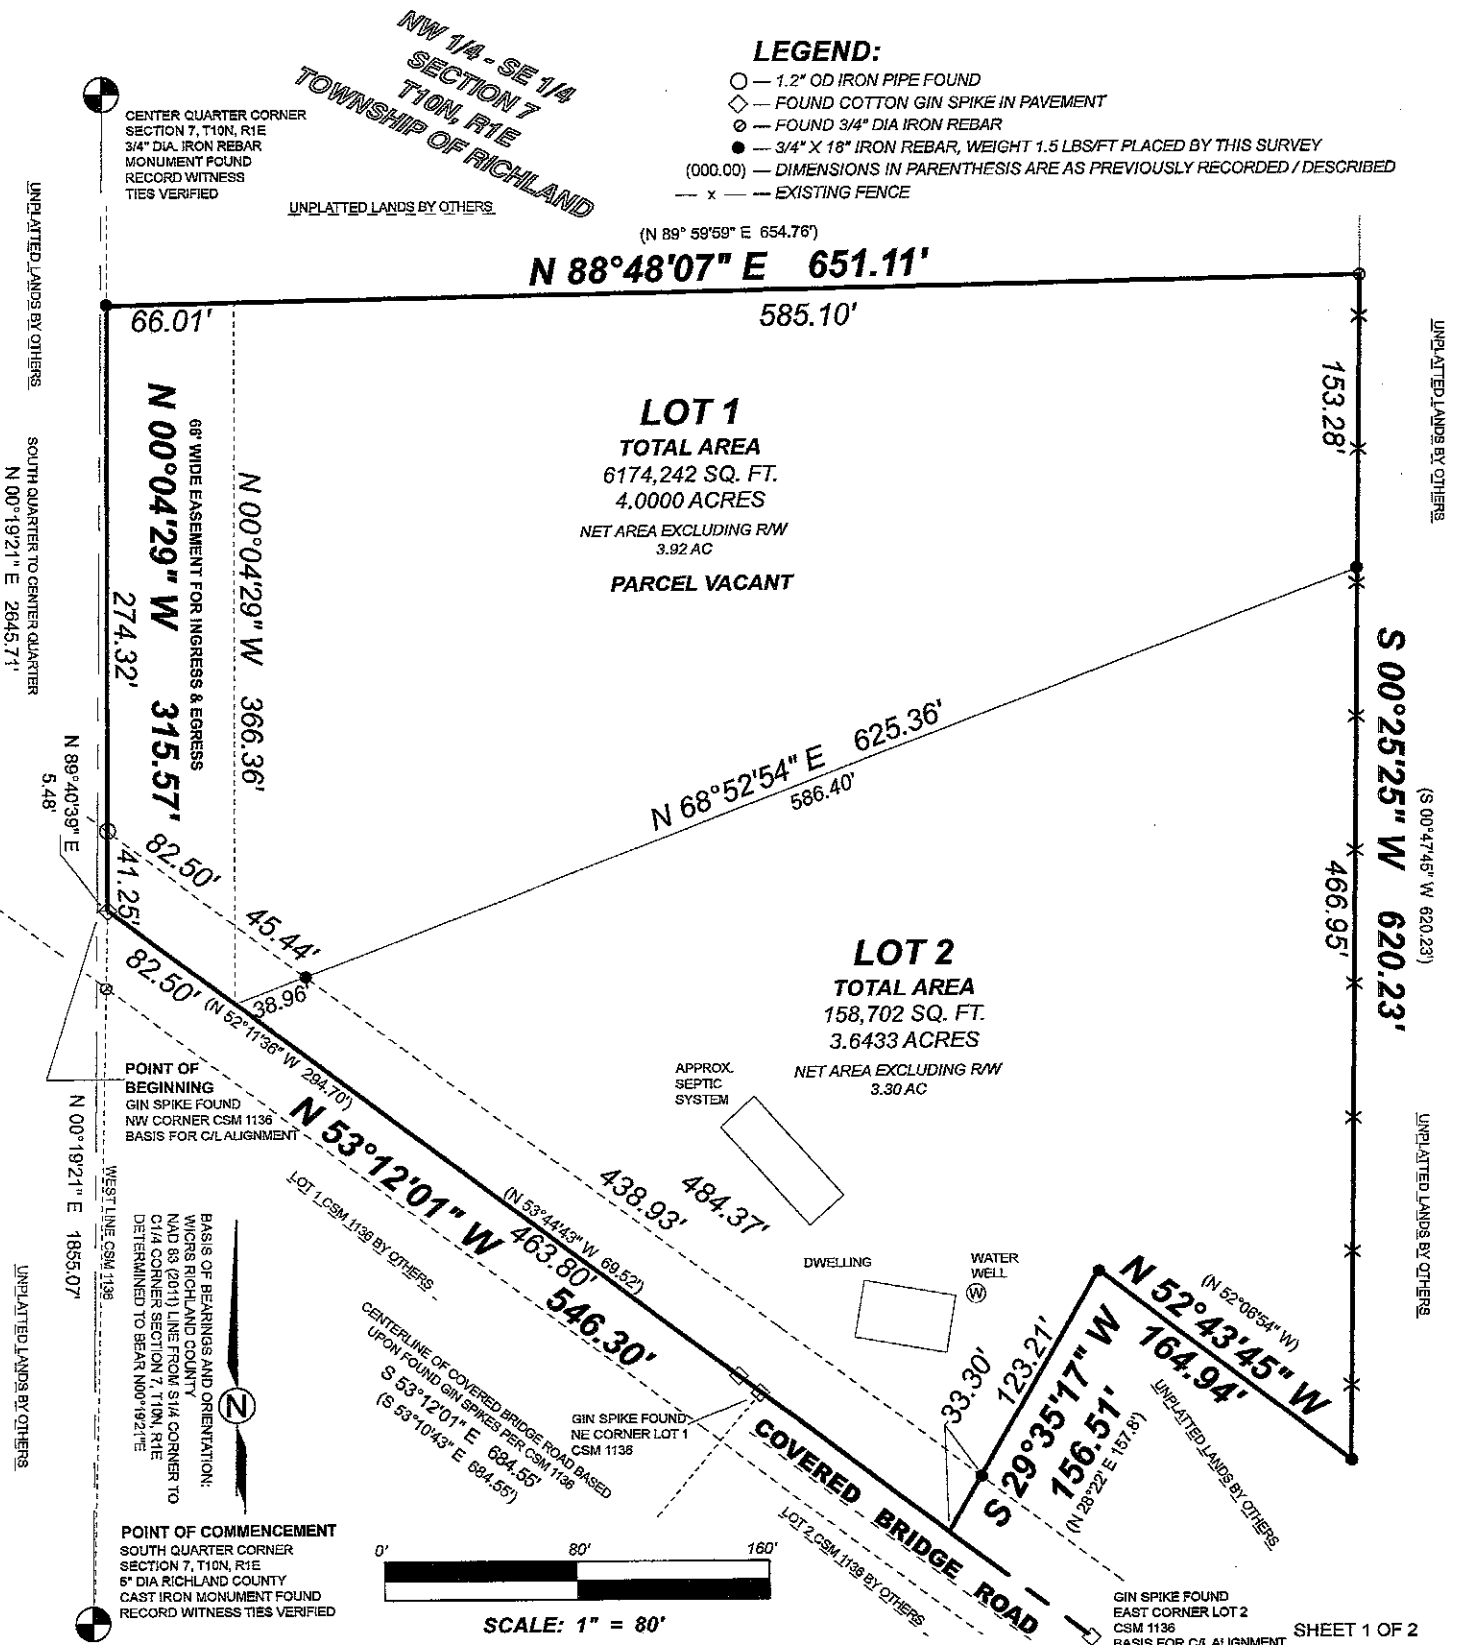 NW 1/4 - SE 1/4
SECTION 7
T10N, R1E
TOWNSHIP OF RICHLAND
LEGEND:
1.2" OD IRON PIPE FOUND
FOUND COTTON GIN SPIKE IN PAVEMENT
FOUND 3/4" DIA IRON REBAR
3/4" X 18" IRON REBAR, WEIGHT 1.5 LBS/FT PLACED BY THIS SURVEY
(000.00) — DIMENSIONS IN PARENTHESIS ARE AS PREVIOUSLY RECORDED / DESCRIBED
— x — — EXISTING FENCE
CENTER QUARTER CORNER
SECTION 7, T10N, R1E
3/4" DIA. IRON REBAR
MONUMENT FOUND
RECORD WITNESS
TIES VERIFIED
UNPLATTED LANDS BY OTHERS
UNPLATTED LANDS BY OTHERS
(N 89° 59'59" E 654.76')
N 88°48'07" E 651.11'
66.01'
585.10'
UNPLATTED LANDS BY OTHERS
153.28'
LOT 1
TOTAL AREA
6174,242 SQ. FT.
4.0000 ACRES
NET AREA EXCLUDING R/W
3.92 AC
PARCEL VACANT
SOUTH QUARTER TO CENTER QUARTER
N 00°19'21" E 2645.71'
N 00°04'29" W 315.57'
274.32'
66' WIDE EASEMENT FOR INGRESS & EGRESS
N 00°04'29" W 366.36'
N 68°52'54" E 625.36'
586.40'
S 00°25'25" W 620.23'
(S 00°47'46" W 620.23')
466.95'
N 89°40'39" E
5.48'
41.25'
82.50'
45.44'
38.96'
82.50'
(N 52°11'36" W 294.70')
LOT 2
TOTAL AREA
158,702 SQ. FT.
3.6433 ACRES
NET AREA EXCLUDING R/W
3.30 AC
APPROX.
SEPTIC
SYSTEM
POINT OF
BEGINNING
GIN SPIKE FOUND
NW CORNER CSM 1136
BASIS FOR C/L ALIGNMENT
N 00°19'21" E 1855.07'
WEST LINE CSM 1136
N 53°12'01" W 546.30'
463.80'
(N 53°44'43" W 69.52')
438.93'
484.37'
LOT 1 CSM 1136 BY OTHERS
DWELLING
WATER
WELL
W
UNPLATTED LANDS BY OTHERS
N 52°43'45" W
164.94'
(N 52°06'54" W)
33.30'
123.21'
S 29°35'17" W
156.51'
(N 28°22' E 157.8')
UNPLATTED LANDS BY OTHERS
UNPLATTED LANDS BY OTHERS
BASIS OF BEARINGS AND ORIENTATION:
WICRS RICHLAND COUNTY
NAD 83 (2011) LINE FROM S1/4 CORNER TO
C1/4 CORNER SECTION 7, T10N, R1E
DETERMINED TO BEAR N00°19'21"E
N
CENTERLINE OF COVERED BRIDGE ROAD BASED
UPON FOUND GIN SPIKES PER CSM 1136
S 53°12'01" E 684.55'
(S 53°10'43" E 684.55')
GIN SPIKE FOUND
NE CORNER LOT 1
CSM 1136
COVERED BRIDGE ROAD
LOT 2 CSM 1136 BY OTHERS
POINT OF COMMENCEMENT
SOUTH QUARTER CORNER
SECTION 7, T10N, R1E
6" DIA RICHLAND COUNTY
CAST IRON MONUMENT FOUND
RECORD WITNESS TIES VERIFIED
0' 80' 160'
SCALE: 1" = 80'
GIN SPIKE FOUND
EAST CORNER LOT 2
CSM 1136
BASIS FOR C/L ALIGNMENT
SHEET 1 OF 2